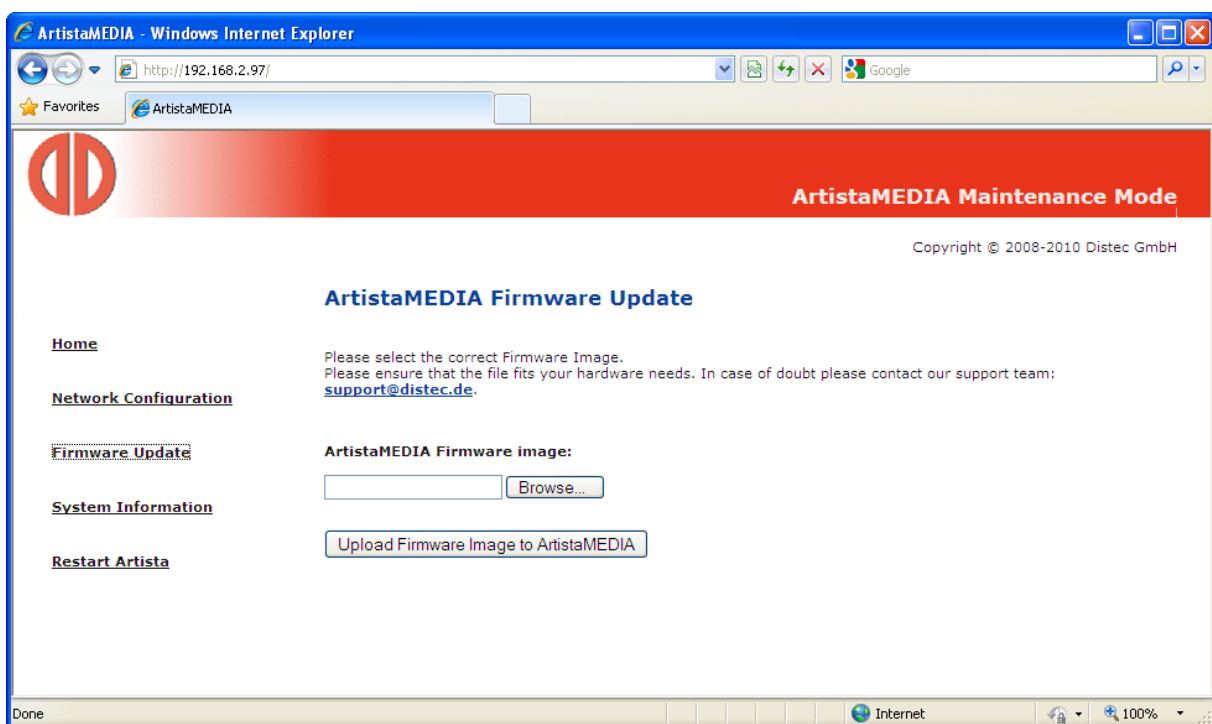 ArtistaMEDIA - Windows Internet Explorer
http://192.168.2.97/
Google
Favorites
ArtistaMEDIA
ArtistaMEDIA Maintenance Mode
Copyright © 2008-2010 Distec GmbH
ArtistaMEDIA Firmware Update
Home
Network Configuration
Firmware Update
System Information
Restart Artista
Please select the correct Firmware Image.
Please ensure that the file fits your hardware needs. In case of doubt please contact our support team:
support@distec.de.
ArtistaMEDIA Firmware image:
Browse...
Upload Firmware Image to ArtistaMEDIA
Done
Internet
100%